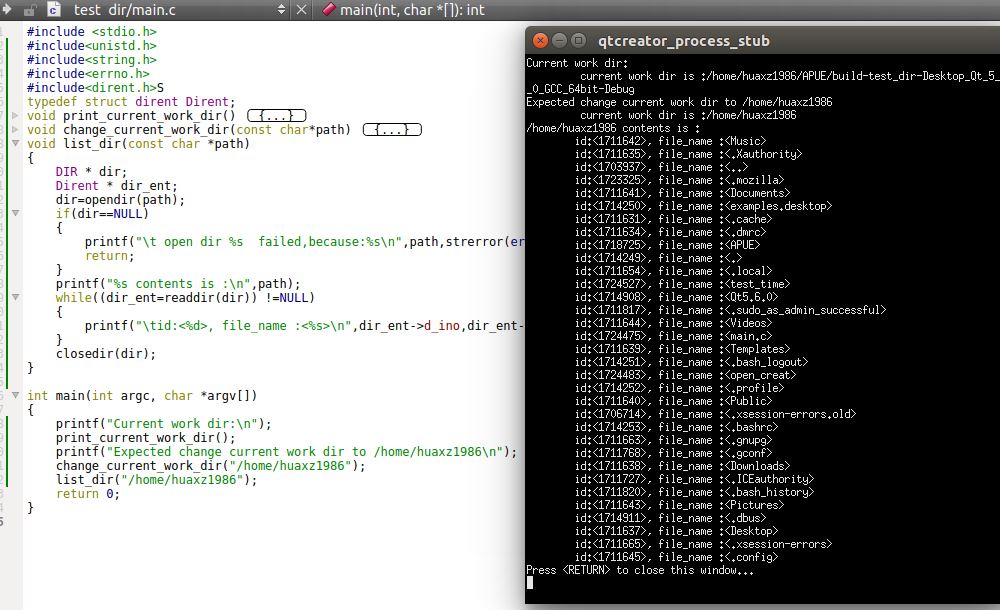 test_dir/main.c
main(int, char *[]): int
#include <stdio.h>
#include<unistd.h>
#include<string.h>
#include<errno.h>
#include<dirent.h>S
typedef struct dirent Dirent;
void print_current_work_dir() {...}
void change_current_work_dir(const char*path) {...}
void list_dir(const char *path)
{
DIR * dir;
Dirent * dir_ent;
dir=opendir(path);
if(dir==NULL)
{
printf("\t open dir %s  failed,because:%s\n",path,strerror(er
return;
}
printf("%s contents is :\n",path);
while((dir_ent=readdir(dir)) !=NULL)
{
printf("\tid:<%d>, file_name :<%s>\n",dir_ent->d_ino,dir_ent-
}
closedir(dir);
}
int main(int argc, char *argv[])
{
printf("Current work dir:\n");
print_current_work_dir();
printf("Expected change current work dir to /home/huaxz1986\n");
change_current_work_dir("/home/huaxz1986");
list_dir("/home/huaxz1986");
return 0;
}
qtcreator_process_stub
Current work dir:
current work dir is :/home/huaxz1986/APUE/build-test_dir-Desktop_Qt_5_
_0_GCC_64bit-Debug
Expected change current work dir to /home/huaxz1986
current work dir is :/home/huaxz1986
/home/huaxz1986 contents is :
id:<1711642>, file_name :<Music>
id:<1711635>, file_name :<.Xauthority>
id:<1703937>, file_name :<..>
id:<1723325>, file_name :<.mozilla>
id:<1711641>, file_name :<Documents>
id:<1714250>, file_name :<examples.desktop>
id:<1711631>, file_name :<.cache>
id:<1711634>, file_name :<.dmrc>
id:<1718725>, file_name :<APUE>
id:<1714249>, file_name :<.>
id:<1711654>, file_name :<.local>
id:<1724527>, file_name :<test_time>
id:<1714908>, file_name :<Qt5.6.0>
id:<1711817>, file_name :<.sudo_as_admin_successful>
id:<1711644>, file_name :<Videos>
id:<1724475>, file_name :<main.c>
id:<1711639>, file_name :<Templates>
id:<1714251>, file_name :<.bash_logout>
id:<1724483>, file_name :<open_creat>
id:<1714252>, file_name :<.profile>
id:<1711640>, file_name :<Public>
id:<1706714>, file_name :<.xsession-errors.old>
id:<1714253>, file_name :<.bashrc>
id:<1711663>, file_name :<.gnupg>
id:<1711768>, file_name :<.gconf>
id:<1711638>, file_name :<Downloads>
id:<1711727>, file_name :<.ICEauthority>
id:<1711820>, file_name :<.bash_history>
id:<1711643>, file_name :<Pictures>
id:<1714911>, file_name :<.dbus>
id:<1711637>, file_name :<Desktop>
id:<1711665>, file_name :<.xsession-errors>
id:<1711645>, file_name :<.config>
Press <RETURN> to close this window...